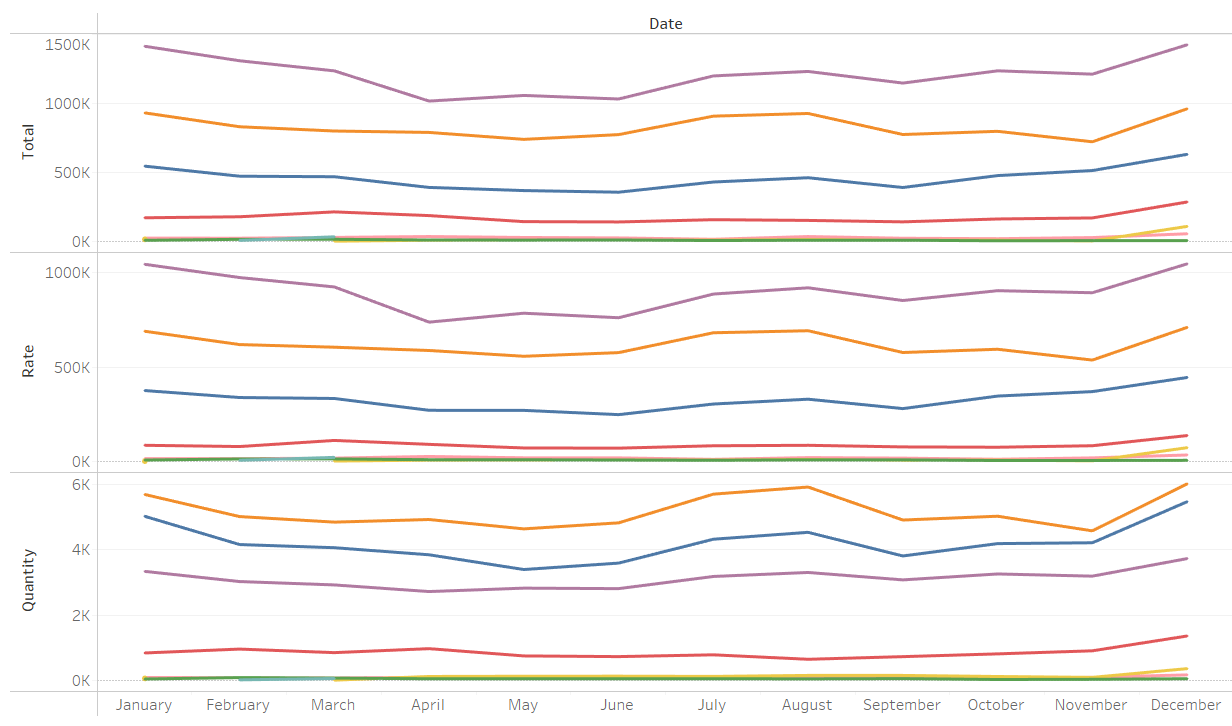 Date
1500K
1000K
500K
0K
Total
1000K
500K
0K
Rate
6K
4K
2K
0K
Quantity
January February March April May June July August September October November December